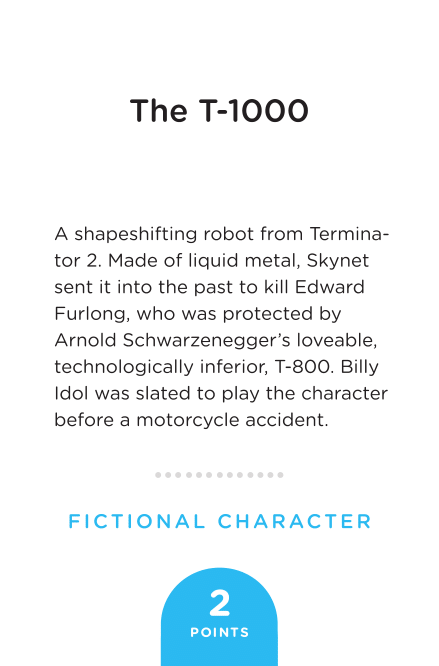 The T-1000
A shapeshifting robot from Termina-
tor 2. Made of liquid metal, Skynet
sent it into the past to kill Edward
Furlong, who was protected by
Arnold Schwarzenegger’s loveable,
technologically inferior, T-800. Billy
Idol was slated to play the character
before a motorcycle accident.
FICTIONAL CHARACTER
2
POINTS